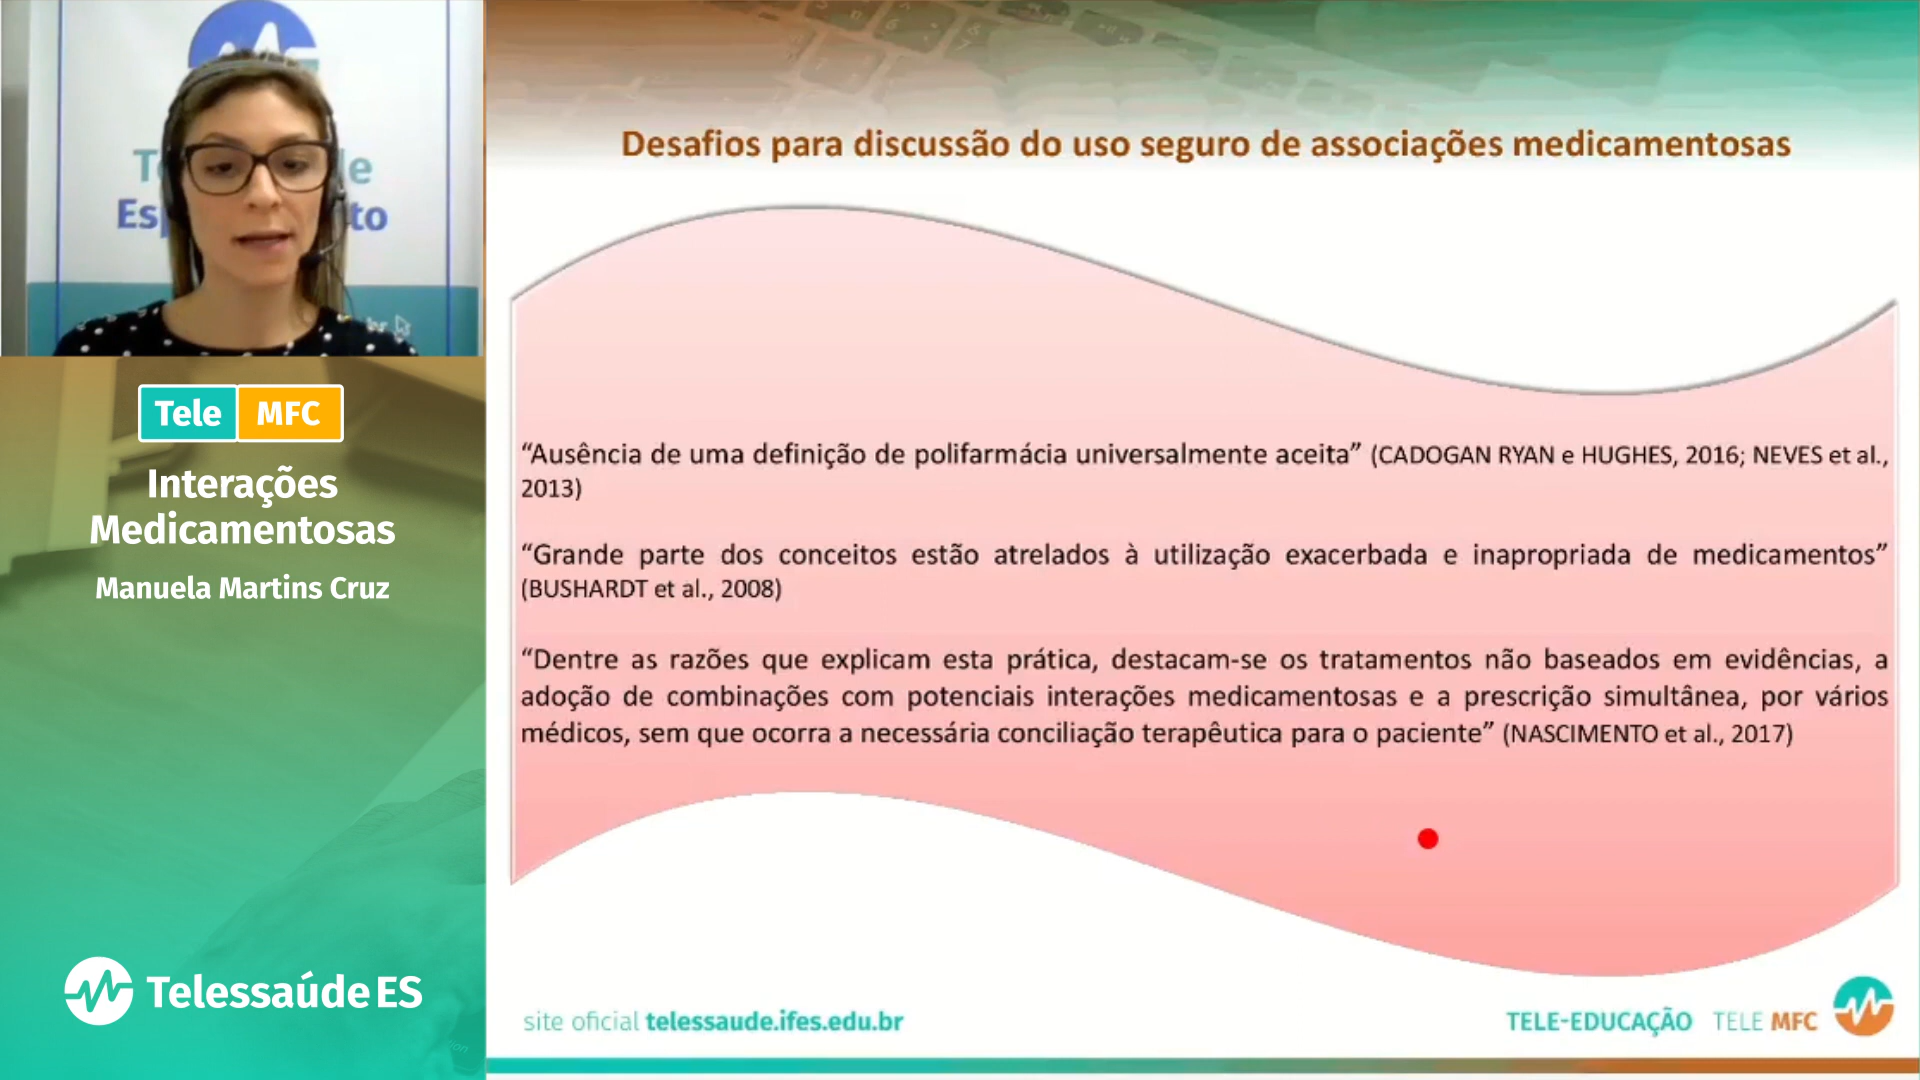 Tele MFC
Interações
Medicamentosas
Manuela Martins Cruz
Telessaúde ES
Desafios para discussão do uso seguro de associações medicamentosas
“Ausência de uma definição de polifarmácia universalmente aceita” (CADOGAN RYAN e HUGHES, 2016; NEVES et al.,
2013)
“Grande parte dos conceitos estão atrelados à utilização exacerbada e inapropriada de medicamentos”
(BUSHARDT et al., 2008)
“Dentre as razões que explicam esta prática, destacam-se os tratamentos não baseados em evidências, a
adoção de combinações com potenciais interações medicamentosas e a prescrição simultânea, por vários
médicos, sem que ocorra a necessária conciliação terapêutica para o paciente” (NASCIMENTO et al., 2017)
site oficial telessaude.ifes.edu.br
TELE-EDUCAÇÃO TELE MFC